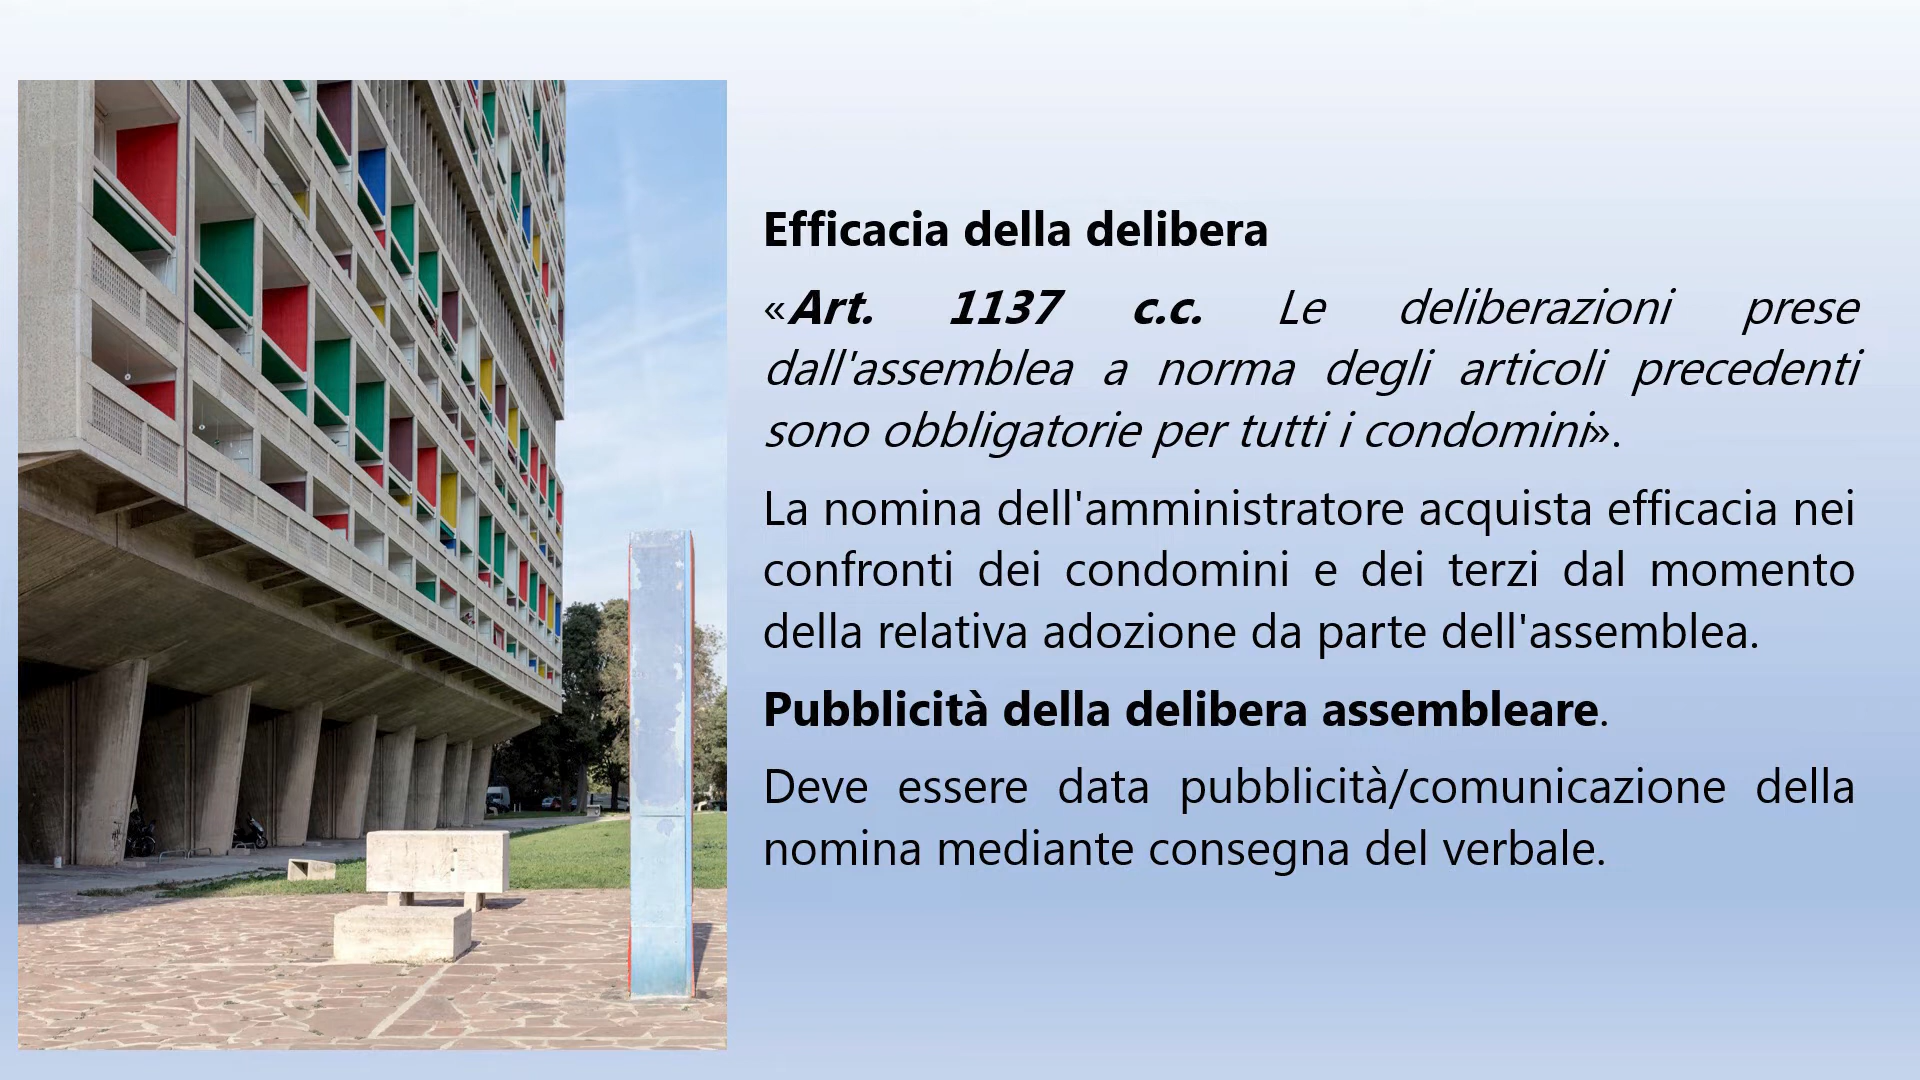 Efficacia della delibera
«Art. 1137 c.c. Le deliberazioni prese
dall'assemblea a norma degli articoli precedenti
sono obbligatorie per tutti i condomini».
La nomina dell'amministratore acquista efficacia nei
confronti dei condomini e dei terzi dal momento
della relativa adozione da parte dell'assemblea.
Pubblicità della delibera assembleare.
Deve essere data pubblicità/comunicazione della
nomina mediante consegna del verbale.